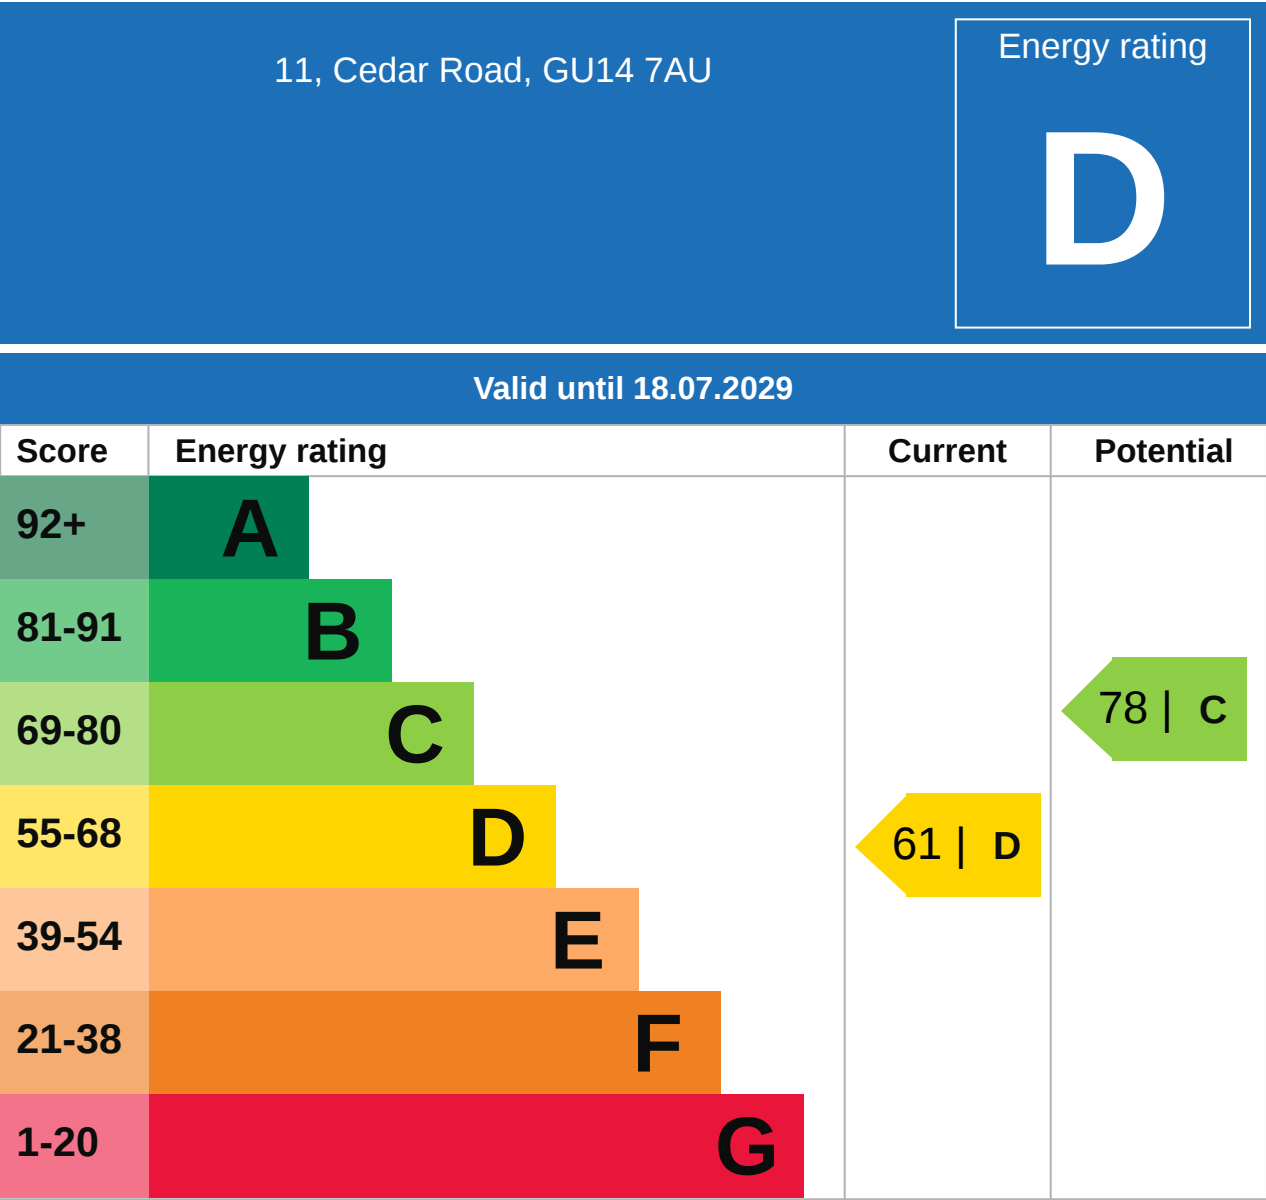 11, Cedar Road, GU14 7AU
Energy rating
D
Valid until 18.07.2029
Score Energy rating Current Potential
92+ A
81-91 B
69-80 C 78 | C
55-68 D 61 | D
39-54 E
21-38 F
1-20 G